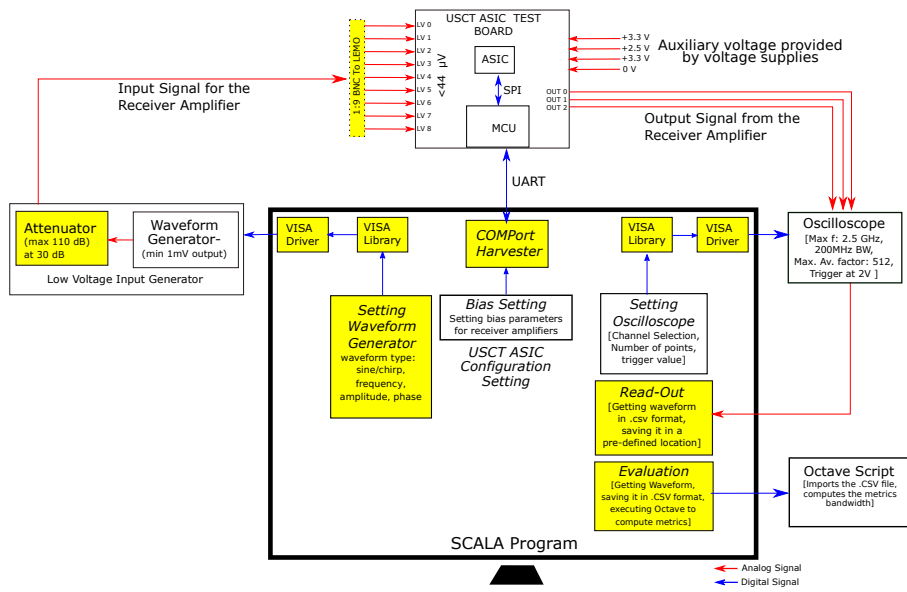 USCT ASIC TEST
BOARD
LV 0
LV 1
LV 2
LV 3
LV 4
LV 5
LV 6
LV 7
LV 8
1:9 BNC To LEMO
<44 µV
ASIC
SPI
MCU
+3.3 V
+2.5 V
+3.3 V
0 V
Auxiliary voltage provided
by voltage supplies
OUT 0
OUT 1
OUT 2
Input Signal for the
Receiver Amplifier
Output Signal from the
Receiver Amplifier
UART
Attenuator
(max 110 dB)
at 30 dB
Waveform
Generator-
(min 1mV output)
Low Voltage Input Generator
VISA
Driver
VISA
Library
COMPort
Harvester
VISA
Library
VISA
Driver
Oscilloscope
[Max f: 2.5 GHz,
200MHz BW,
Max. Av. factor: 512,
Trigger at 2V ]
Setting
Waveform
Generator
waveform type:
sine/chirp,
frequency,
amplitude, phase
Bias Setting
Setting bias parameters
for receiver amplifiers
USCT ASIC
Configuration
Setting
Setting
Oscilloscope
[Channel Selection,
Number of points,
trigger value]
Read-Out
[Getting waveform
in .csv format,
saving it in a
pre-defined location]
Evaluation
[Getting Waveform,
saving it in .CSV format,
executing Octave to
compute metrics]
Octave Script
[Imports the .CSV file,
computes the metrics
bandwidth]
SCALA Program
Analog Signal
Digital Signal